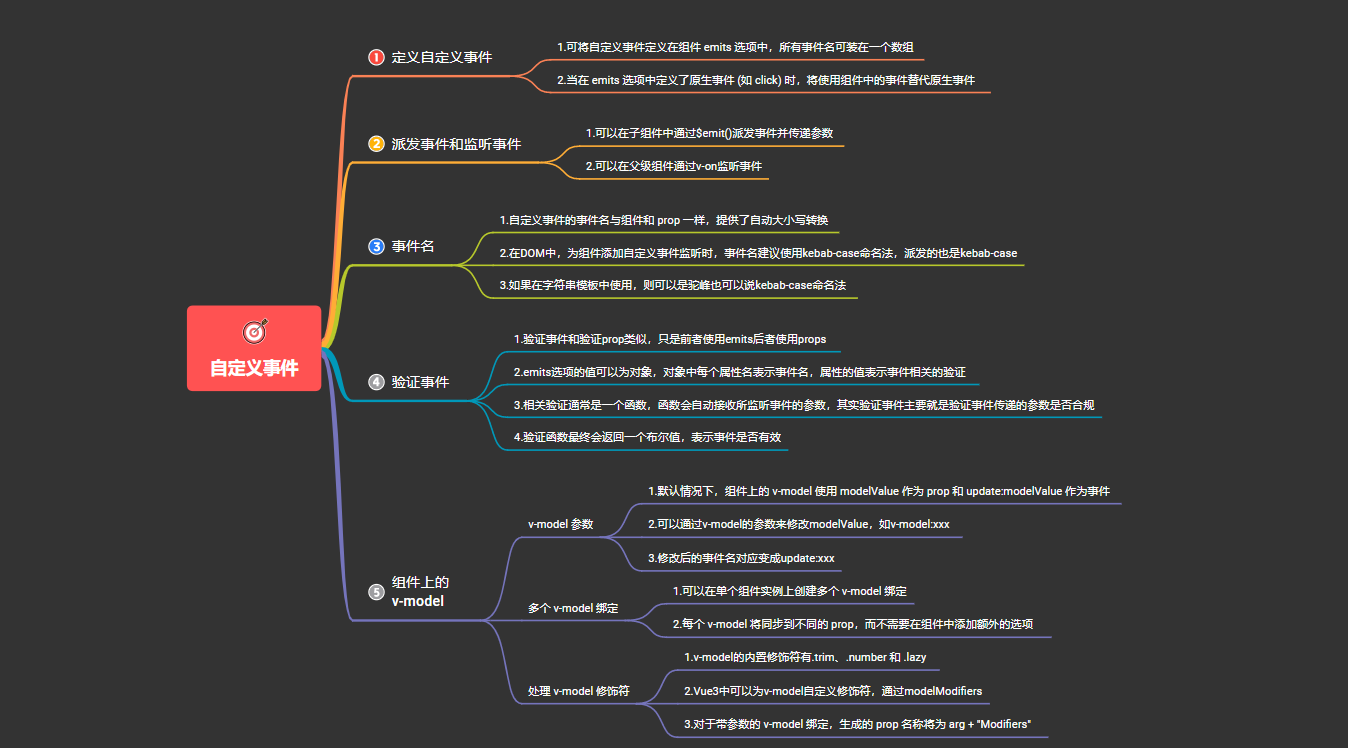 自定义事件
1 定义自定义事件
1.可将自定义事件定义在组件 emits 选项中，所有事件名可装在一个数组
2.当在 emits 选项中定义了原生事件 (如 click) 时，将使用组件中的事件替代原生事件
2 派发事件和监听事件
1.可以在子组件中通过$emit()派发事件并传递参数
2.可以在父级组件通过v-on监听事件
3 事件名
1.自定义事件的事件名与组件和 prop 一样，提供了自动大小写转换
2.在DOM中，为组件添加自定义事件监听时，事件名建议使用kebab-case命名法，派发的也是kebab-case
3.如果在字符串模板中使用，则可以是驼峰也可以说kebab-case命名法
4 验证事件
1.验证事件和验证prop类似，只是前者使用emits后者使用props
2.emits选项的值可以为对象，对象中每个属性名表示事件名，属性的值表示事件相关的验证
3.相关验证通常是一个函数，函数会自动接收所监听事件的参数，其实验证事件主要就是验证事件传递的参数是否合规
4.验证函数最终会返回一个布尔值，表示事件是否有效
5 组件上的
v-model
v-model 参数
1.默认情况下，组件上的 v-model 使用 modelValue 作为 prop 和 update:modelValue 作为事件
2.可以通过v-model的参数来修改modelValue，如v-model:xxx
3.修改后的事件名对应变成update:xxx
多个 v-model 绑定
1.可以在单个组件实例上创建多个 v-model 绑定
2.每个 v-model 将同步到不同的 prop，而不需要在组件中添加额外的选项
处理 v-model 修饰符
1.v-model的内置修饰符有.trim、.number 和 .lazy
2.Vue3中可以为v-model自定义修饰符，通过modelModifiers
3.对于带参数的 v-model 绑定，生成的 prop 名称将为 arg + "Modifiers"